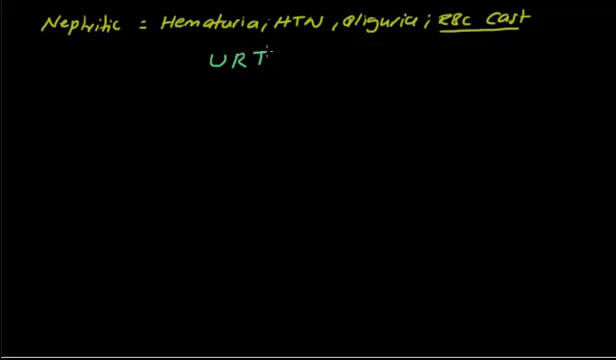 Nephritic = Hematuria; HTN, oliguria; RBC Cast
URT